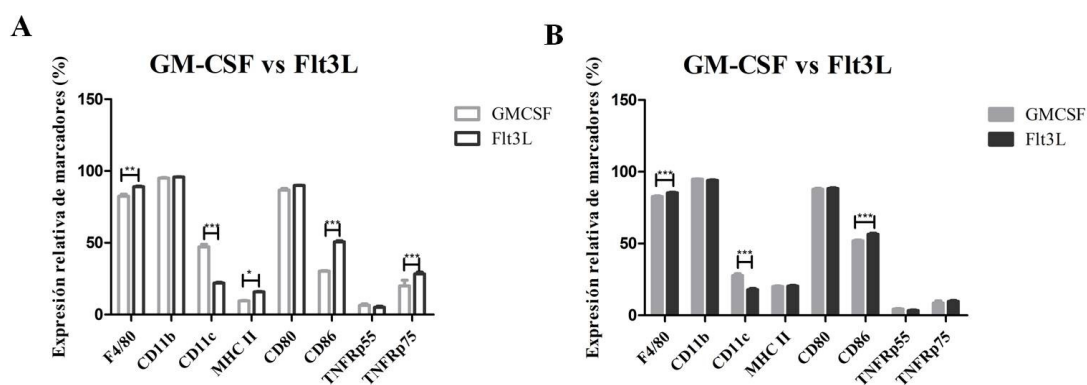 A
GM-CSF vs Flt3L
Expresión relativa de marcadores (%)
150
100
50
0
**
***
*
***
***
GMCSF
Flt3L
F4/80
CD11b
CD11c
MHC II
CD80
CD86
TNFRp55
TNFRp75
B
GM-CSF vs Flt3L
Expresión relativa de marcadores (%)
150
100
50
0
***
***
***
GMCSF
Flt3L
F4/80
CD11b
CD11c
MHC II
CD80
CD86
TNFRp55
TNFRp75